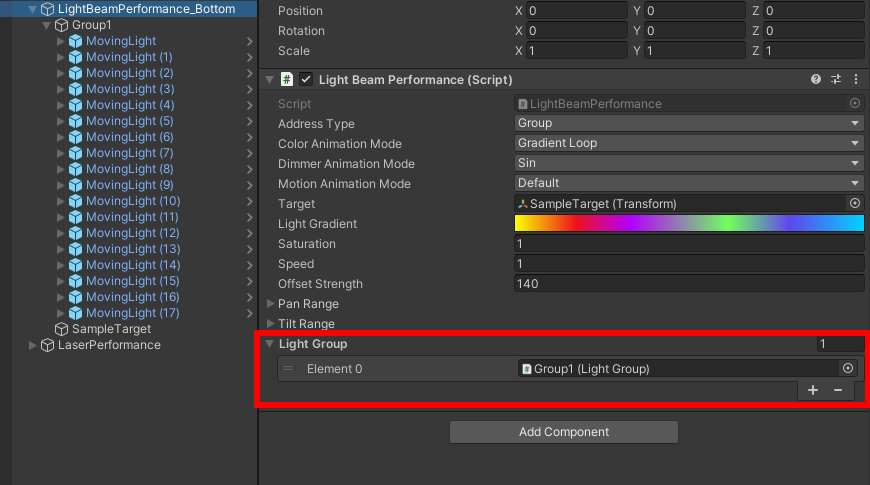 LightBeamPerformance_Bottom
Group1
MovingLight
MovingLight (1)
MovingLight (2)
MovingLight (3)
MovingLight (4)
MovingLight (5)
MovingLight (6)
MovingLight (7)
MovingLight (8)
MovingLight (9)
MovingLight (10)
MovingLight (11)
MovingLight (12)
MovingLight (13)
MovingLight (14)
MovingLight (15)
MovingLight (16)
MovingLight (17)
SampleTarget
LaserPerformance
Position X 0 Y 0 Z 0
Rotation X 0 Y 0 Z 0
Scale X 1 Y 1 Z 1
# Light Beam Performance (Script)
Script # LightBeamPerformance
Address Type Group
Color Animation Mode Gradient Loop
Dimmer Animation Mode Sin
Motion Animation Mode Default
Target SampleTarget (Transform)
Light Gradient
Saturation 1
Speed 1
Offset Strength 140
Pan Range
Tilt Range
Light Group 1
Element 0 # Group1 (Light Group)
+ −
Add Component